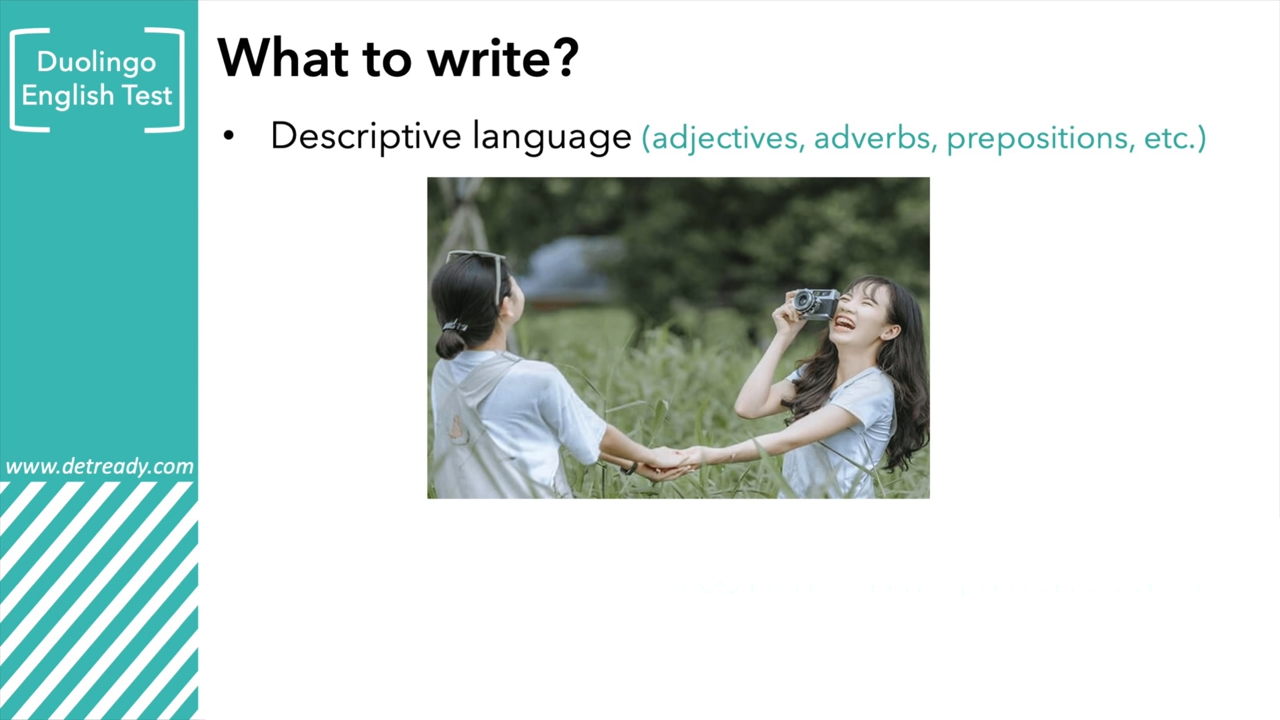 Duolingo
English Test
What to write?
• Descriptive language (adjectives, adverbs, prepositions, etc.)
www.detready.com